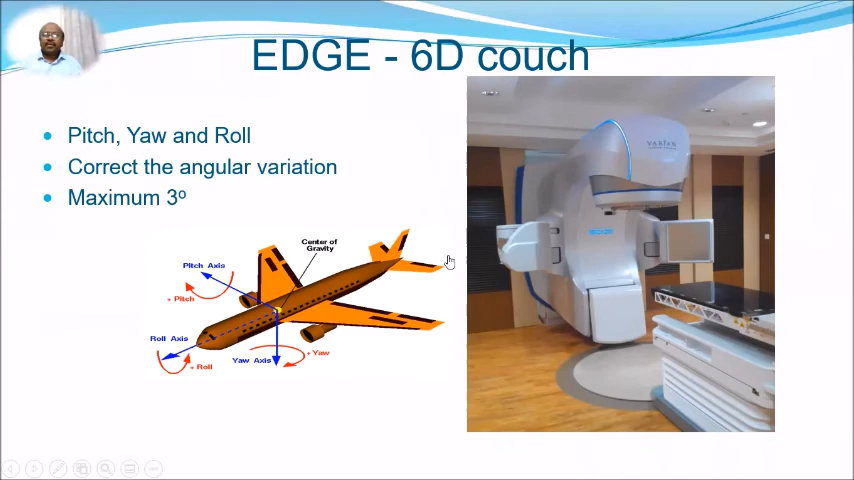 EDGE - 6D couch
Pitch, Yaw and Roll
Correct the angular variation
Maximum 3º
Center of
Gravity
Pitch Axis
+ Pitch
Roll Axis
+ Roll
Yaw Axis
+ Yaw
VARIAN